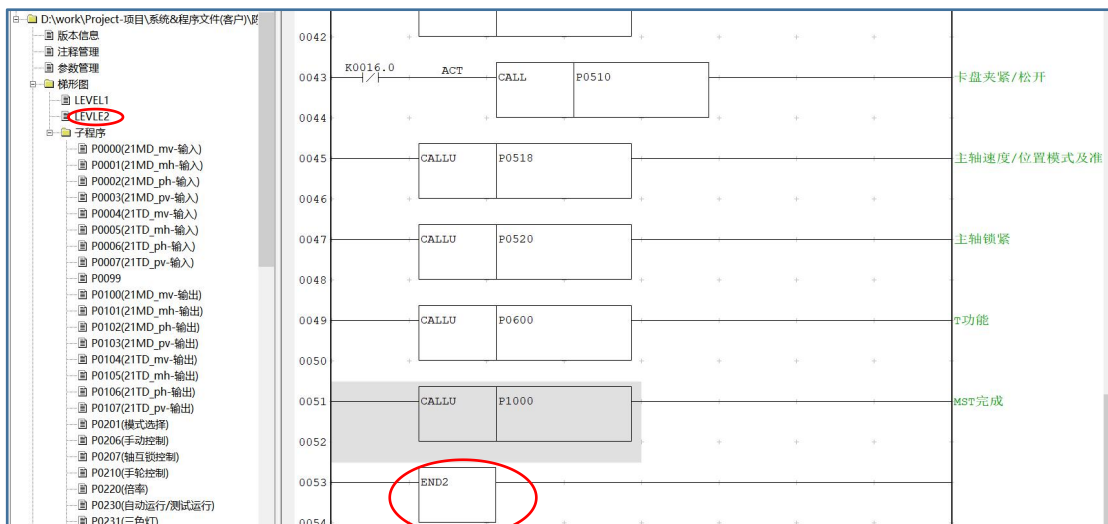 D:\work\Project-项目\系统&程序文件(客户)\
版本信息
注释管理
参数管理
梯形图
LEVEL1
LEVLE2
子程序
P0000(21MD_mv-输入)
P0001(21MD_mh-输入)
P0002(21MD_ph-输入)
P0003(21MD_pv-输入)
P0004(21TD_mv-输入)
P0005(21TD_mh-输入)
P0006(21TD_ph-输入)
P0007(21TD_pv-输入)
P0099
P0100(21MD_mv-输出)
P0101(21MD_mh-输出)
P0102(21MD_ph-输出)
P0103(21MD_pv-输出)
P0104(21TD_mv-输出)
P0105(21TD_mh-输出)
P0106(21TD_ph-输出)
P0107(21TD_pv-输出)
P0201(模式选择)
P0206(手动控制)
P0207(轴互锁控制)
P0210(手轮控制)
P0220(倍率)
P0230(自动运行/测试运行)
P0231(三色灯)
0042
0043 K0016.0 ACT CALL P0510 卡盘夹紧/松开
0044
0045 CALLU P0518 主轴速度/位置模式及准
0046
0047 CALLU P0520 主轴锁紧
0048
0049 CALLU P0600 T功能
0050
0051 CALLU P1000 MST完成
0052
0053 END2
0054